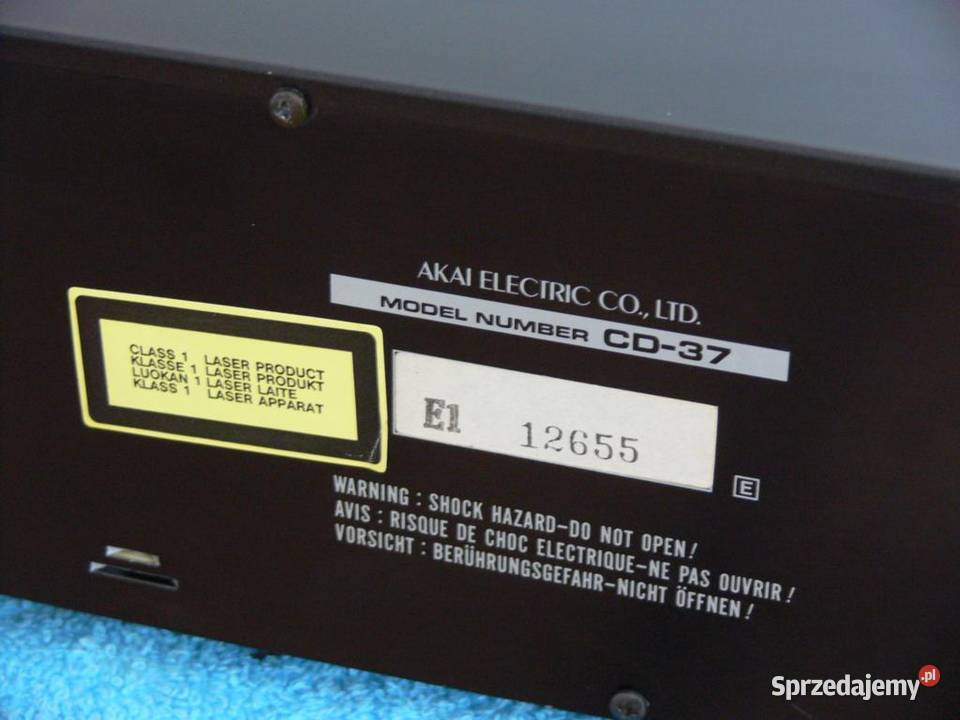 AKAI ELECTRIC CO., LTD.
MODEL NUMBER CD-37
CLASS 1 LASER PRODUCT
KLASSE 1 LASER PRODUKT
LUOKAN 1 LASER LAITE
KLASS 1 LASER APPARAT
E1 12655
E
WARNING : SHOCK HAZARD-DO NOT OPEN!
AVIS : RISQUE DE CHOC ELECTRIQUE-NE PAS OUVRIR!
VORSICHT : BERÜHRUNGSGEFAHR-NICHT ÖFFNEN!
Sprzedajemy.pl